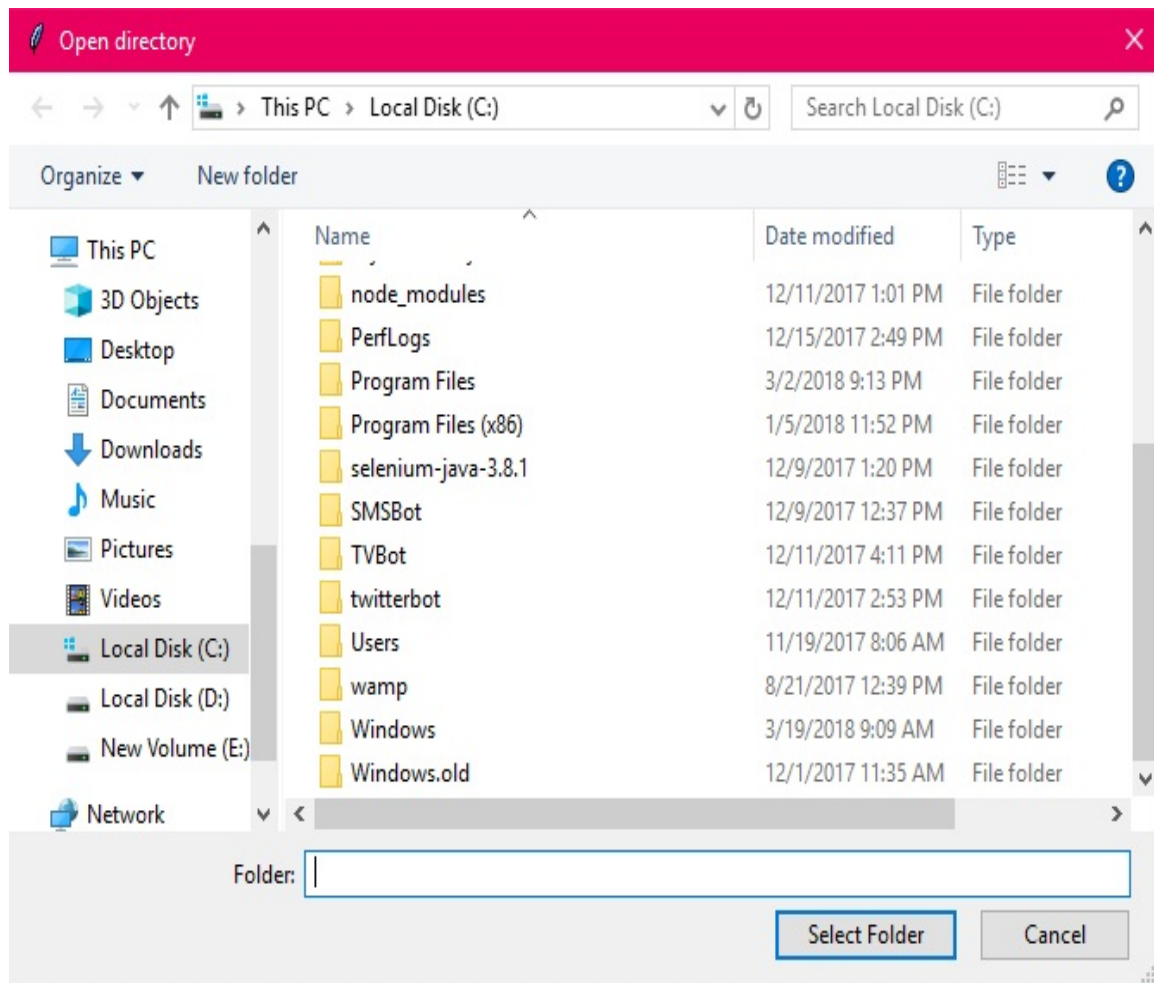 Open directory
This PC › Local Disk (C:)
Search Local Disk (C:)
Organize
New folder
?
This PC
3D Objects
Desktop
Documents
Downloads
Music
Pictures
Videos
Local Disk (C:)
Local Disk (D:)
New Volume (E:)
Network
Name Date modified Type
node_modules 12/11/2017 1:01 PM File folder
PerfLogs 12/15/2017 2:49 PM File folder
Program Files 3/2/2018 9:13 PM File folder
Program Files (x86) 1/5/2018 11:52 PM File folder
selenium-java-3.8.1 12/9/2017 1:20 PM File folder
SMSBot 12/9/2017 12:37 PM File folder
TVBot 12/11/2017 4:11 PM File folder
twitterbot 12/11/2017 2:53 PM File folder
Users 11/19/2017 8:06 AM File folder
wamp 8/21/2017 12:39 PM File folder
Windows 3/19/2018 9:09 AM File folder
Windows.old 12/1/2017 11:35 AM File folder
Folder:
Select Folder
Cancel